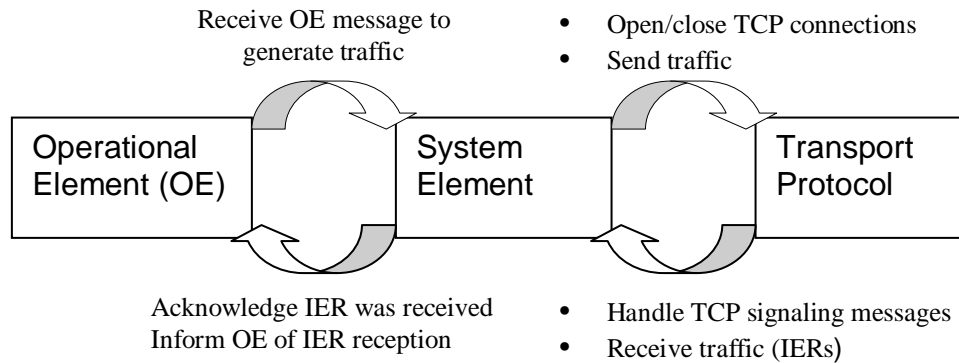 Receive OE message to
generate traffic
• Open/close TCP connections
• Send traffic
Operational
Element (OE)
System
Element
Transport
Protocol
Acknowledge IER was received
Inform OE of IER reception
• Handle TCP signaling messages
• Receive traffic (IERs)